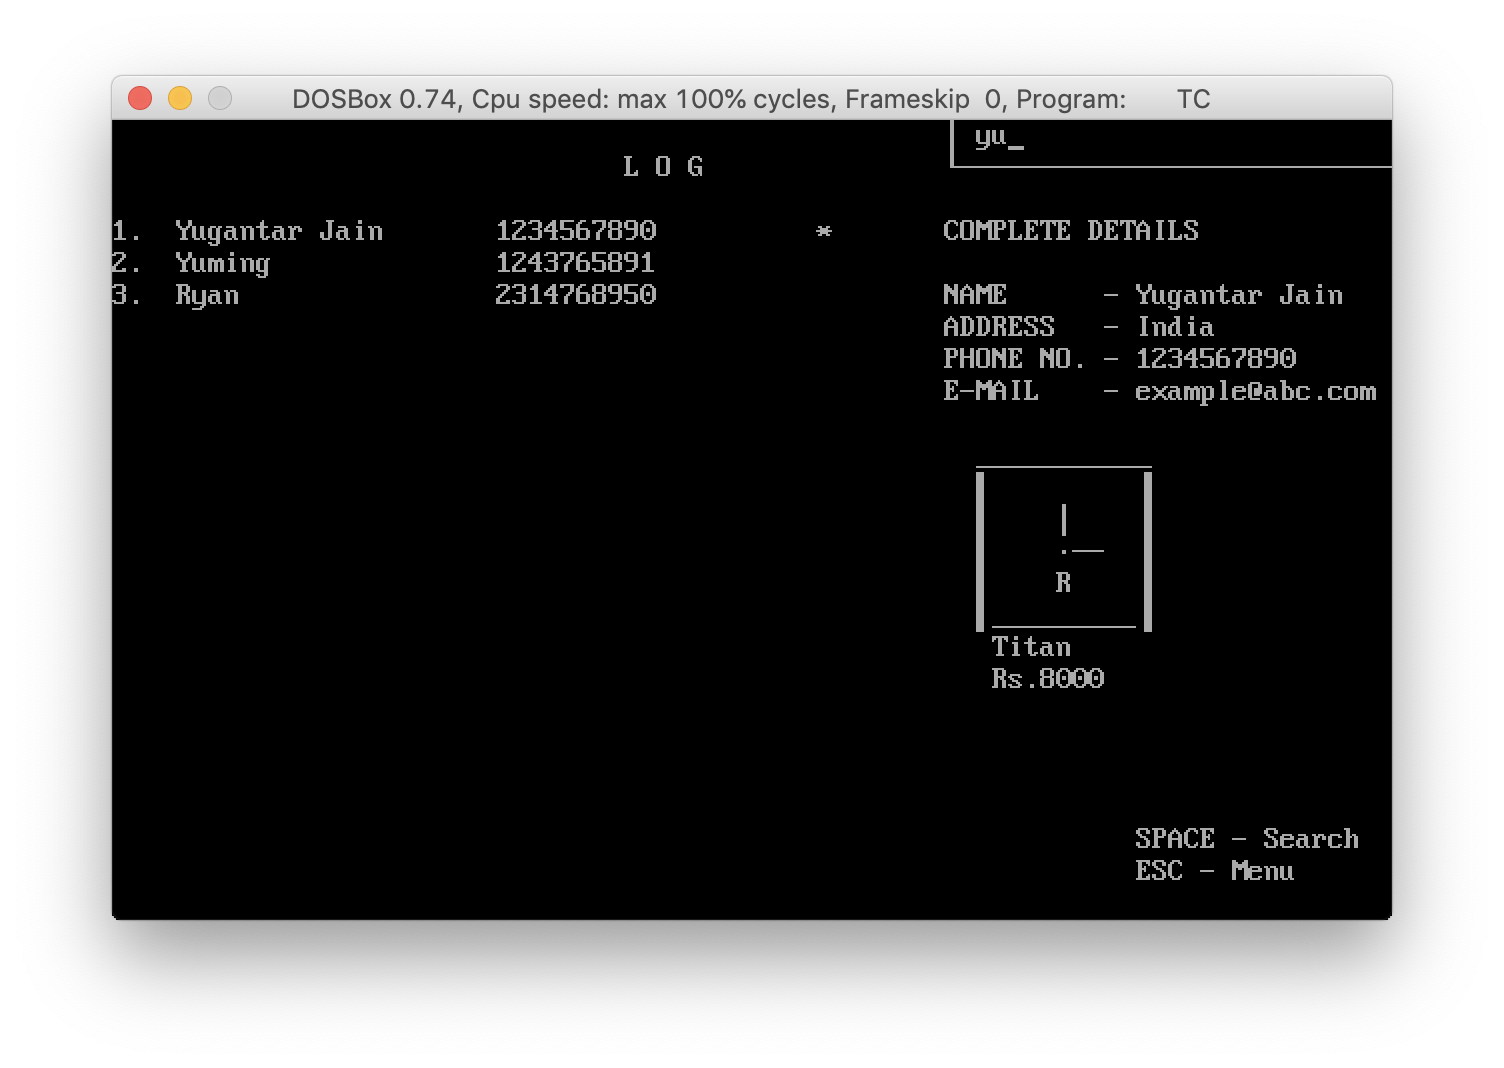 DOSBox 0.74, Cpu speed: max 100% cycles, Frameskip 0, Program: TC
yu_
L O G
1. Yugantar Jain 1234567890 *
2. Yuming 1243765891
3. Ryan 2314768950
COMPLETE DETAILS
NAME - Yugantar Jain
ADDRESS - India
PHONE NO. - 1234567890
E-MAIL - example@abc.com
R
Titan
Rs.8000
SPACE - Search
ESC - Menu